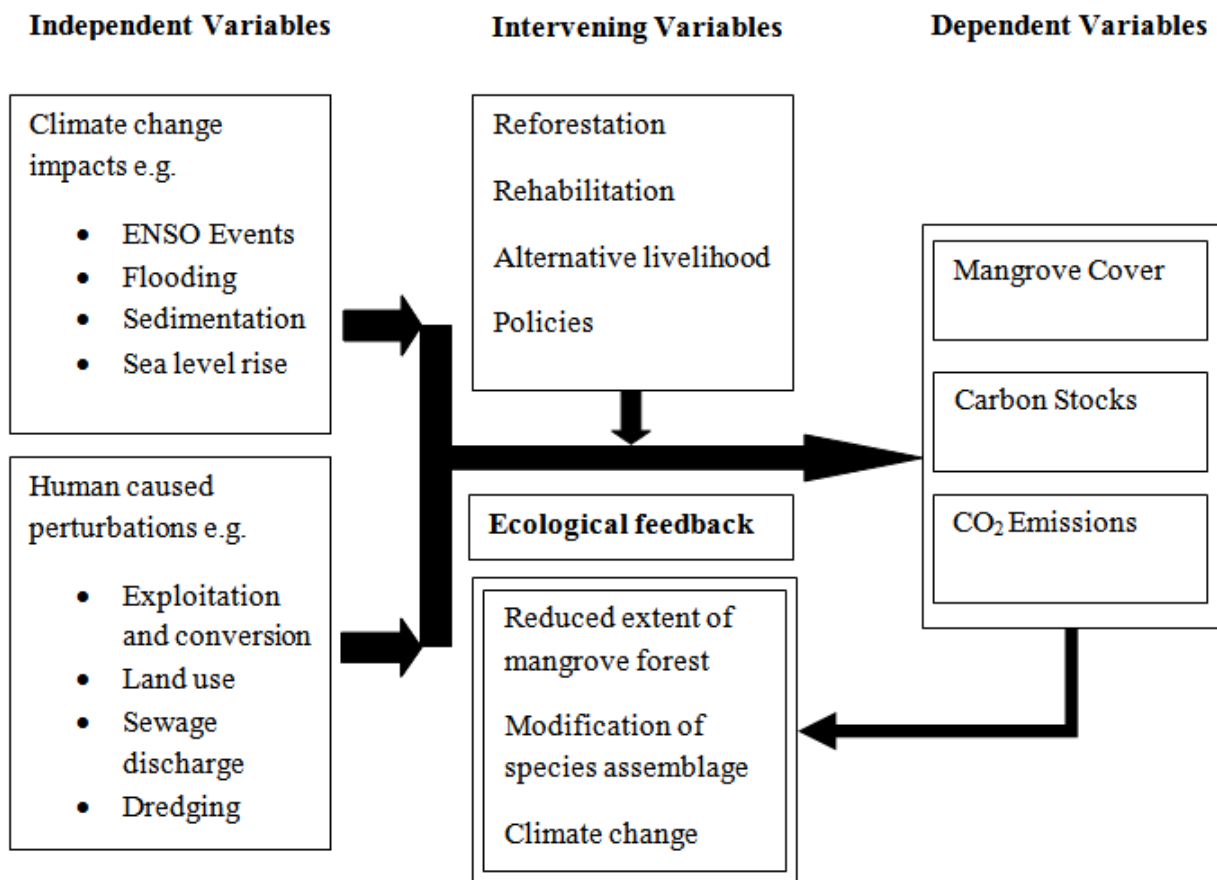 Independent Variables
Intervening Variables
Dependent Variables
Climate change
impacts e.g.
• ENSO Events
• Flooding
• Sedimentation
• Sea level rise
Human caused
perturbations e.g.
• Exploitation
and conversion
• Land use
• Sewage
discharge
• Dredging
Reforestation
Rehabilitation
Alternative livelihood
Policies
Ecological feedback
Reduced extent of
mangrove forest
Modification of
species assemblage
Climate change
Mangrove Cover
Carbon Stocks
CO₂ Emissions